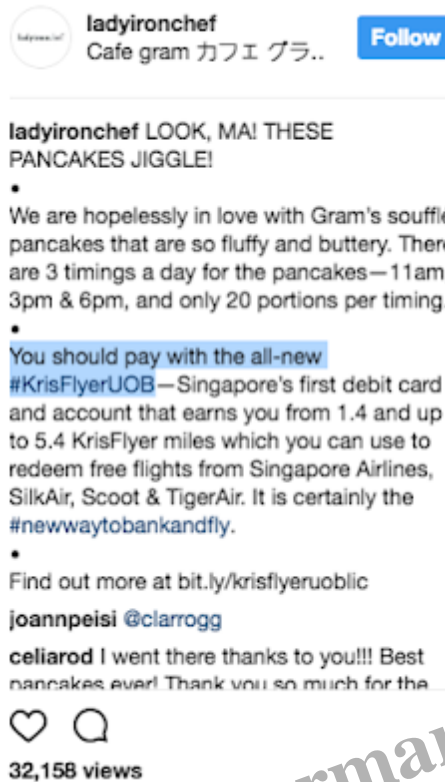 ladyironchef
Cafe gram カフェ グラ..
Follow
ladyironchef LOOK, MA! THESE
PANCAKES JIGGLE!
•
We are hopelessly in love with Gram's souffle
pancakes that are so fluffy and buttery. There
are 3 timings a day for the pancakes—11am
3pm & 6pm, and only 20 portions per timing
•
You should pay with the all-new
#KrisFlyerUOB—Singapore's first debit card
and account that earns you from 1.4 and up
to 5.4 KrisFlyer miles which you can use to
redeem free flights from Singapore Airlines,
SilkAir, Scoot & TigerAir. It is certainly the
#newwaytobankandfly.
•
Find out more at bit.ly/krisflyeruoblic
joannpeisi @clarrogg
celiarod I went there thanks to you!!! Best
pancakes ever! Thank you so much for the
32,158 views